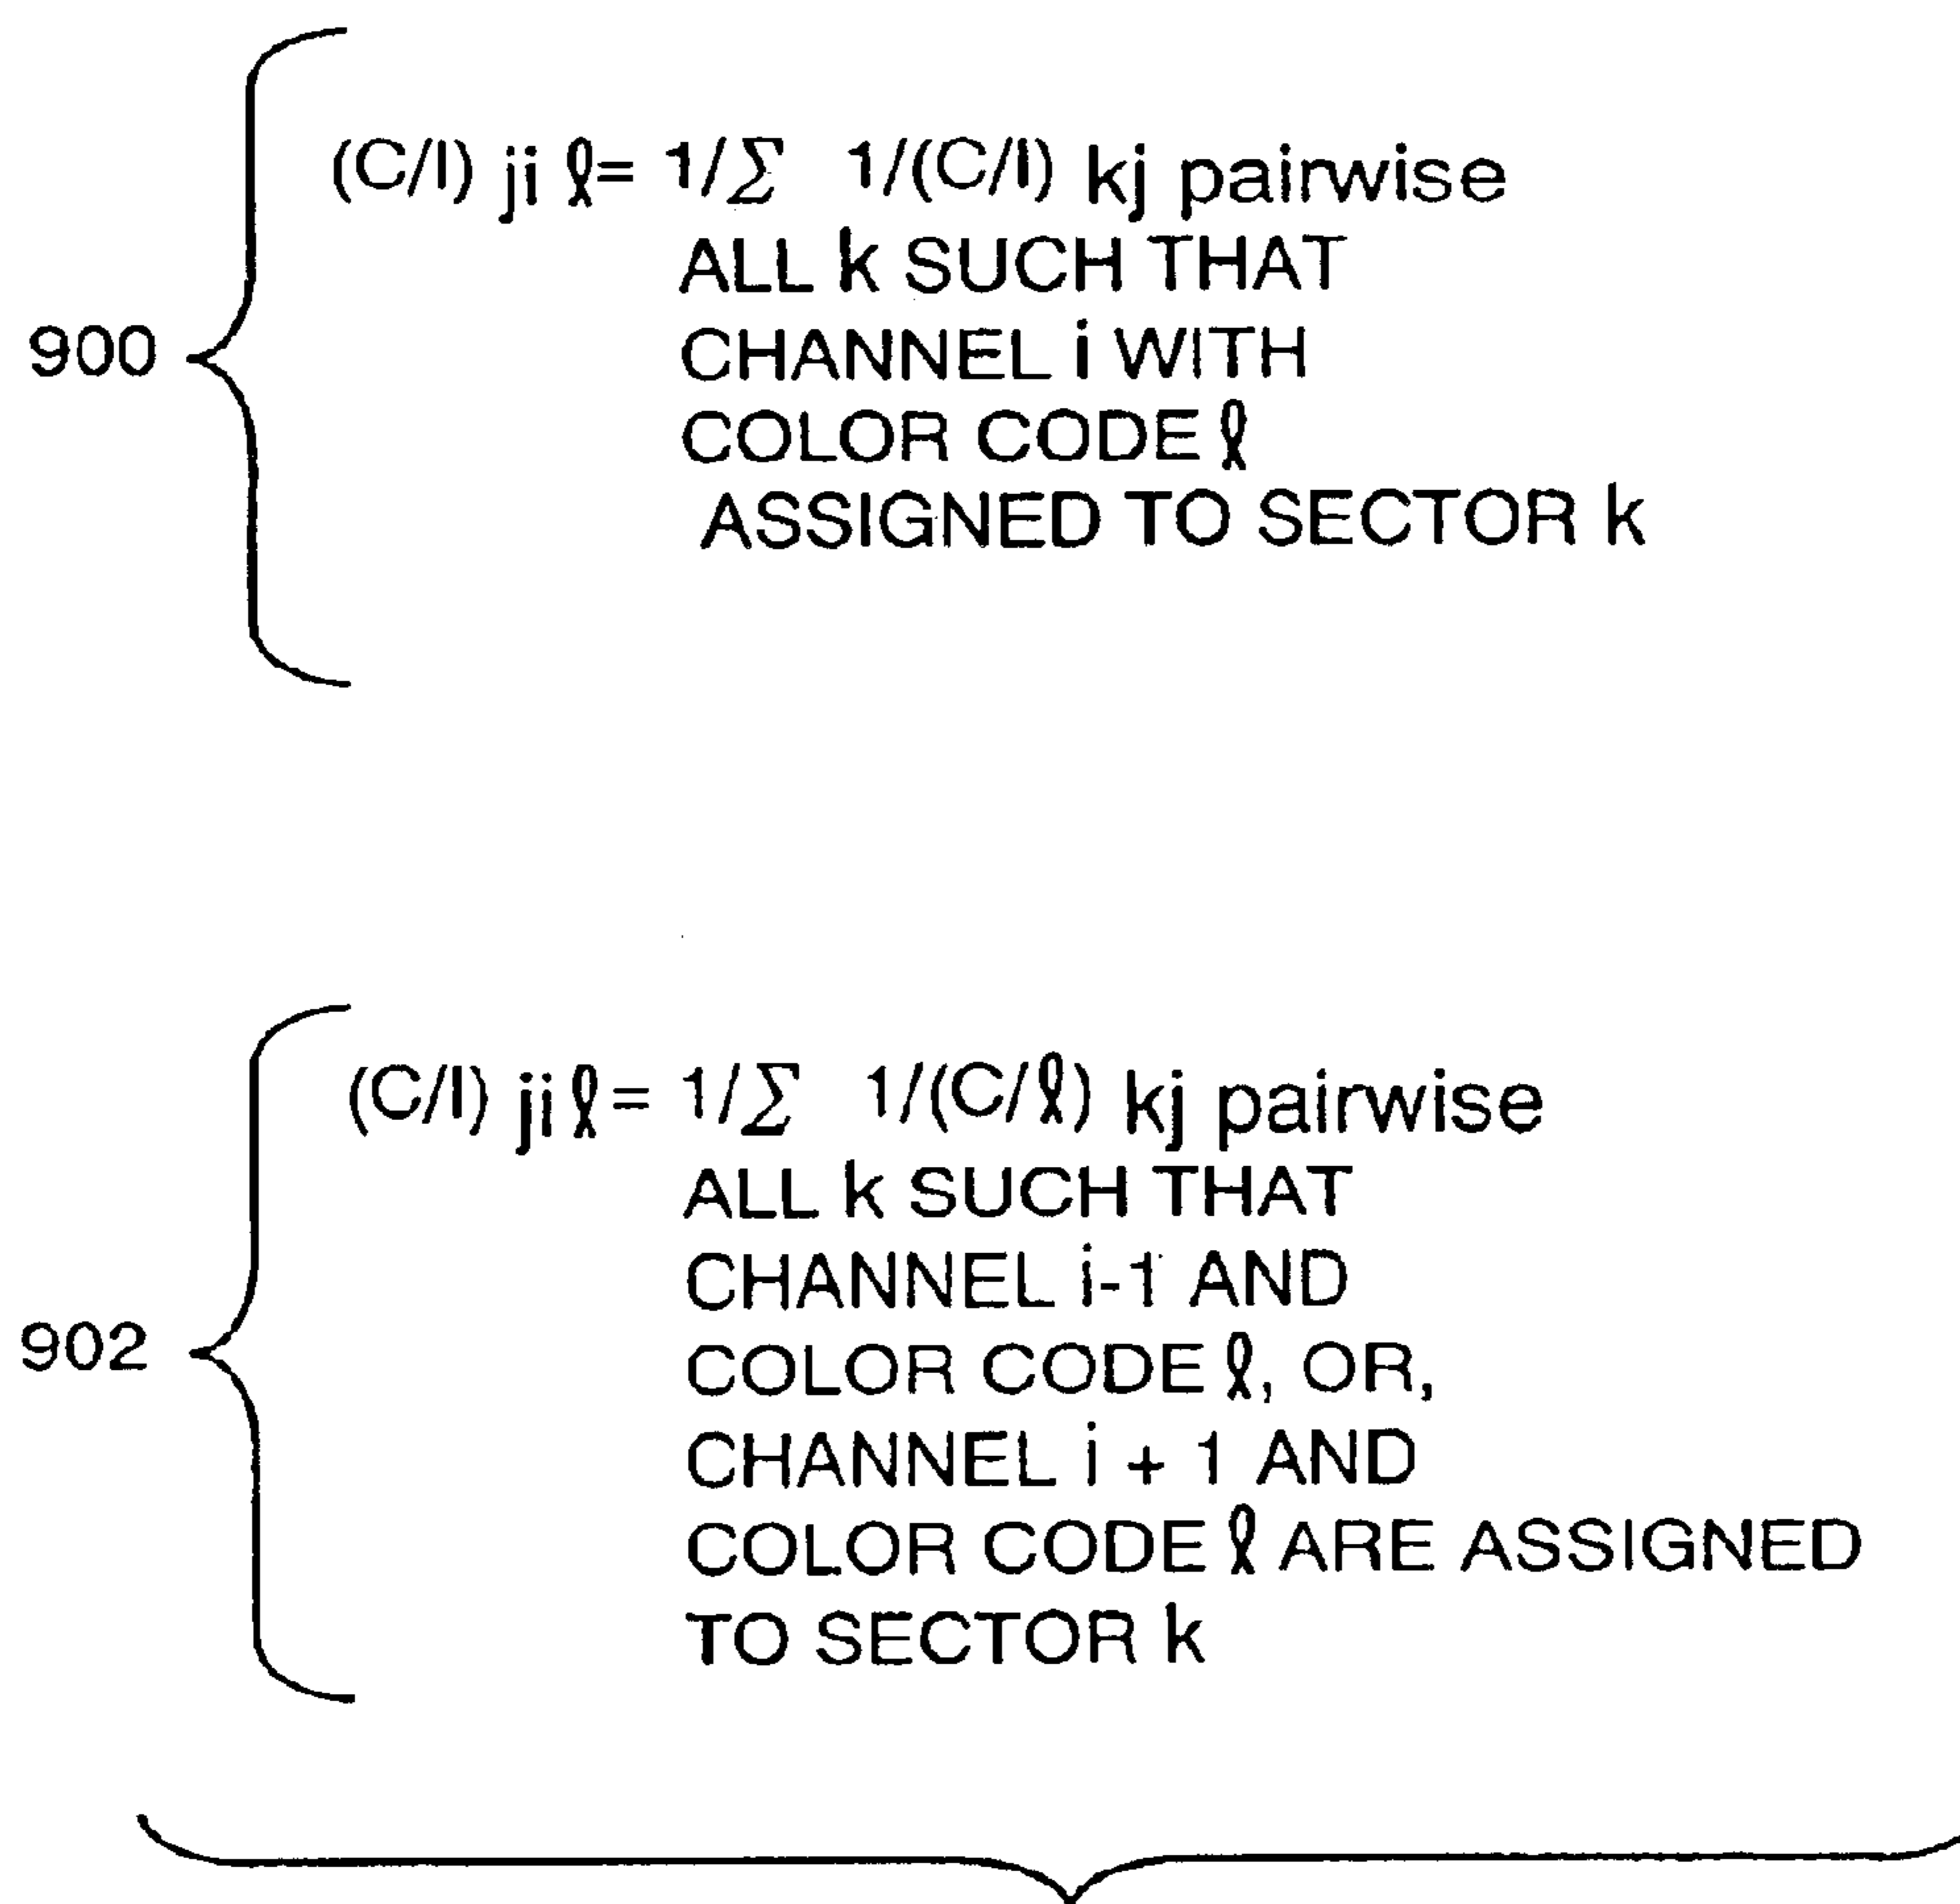 (C/I) ji ℓ= 1/Σ 1/(C/I) kj pairwise
ALL k SUCH THAT
CHANNEL i WITH
900
COLOR CODE ℓ
ASSIGNED TO SECTOR k
(C/I) ji ℓ= 1/Σ 1/(C/ℓ) kj pairwise
ALL k SUCH THAT
CHANNEL i-1 AND
902
COLOR CODE ℓ, OR,
CHANNEL i + 1 AND
COLOR CODE ℓ ARE ASSIGNED
TO SECTOR k